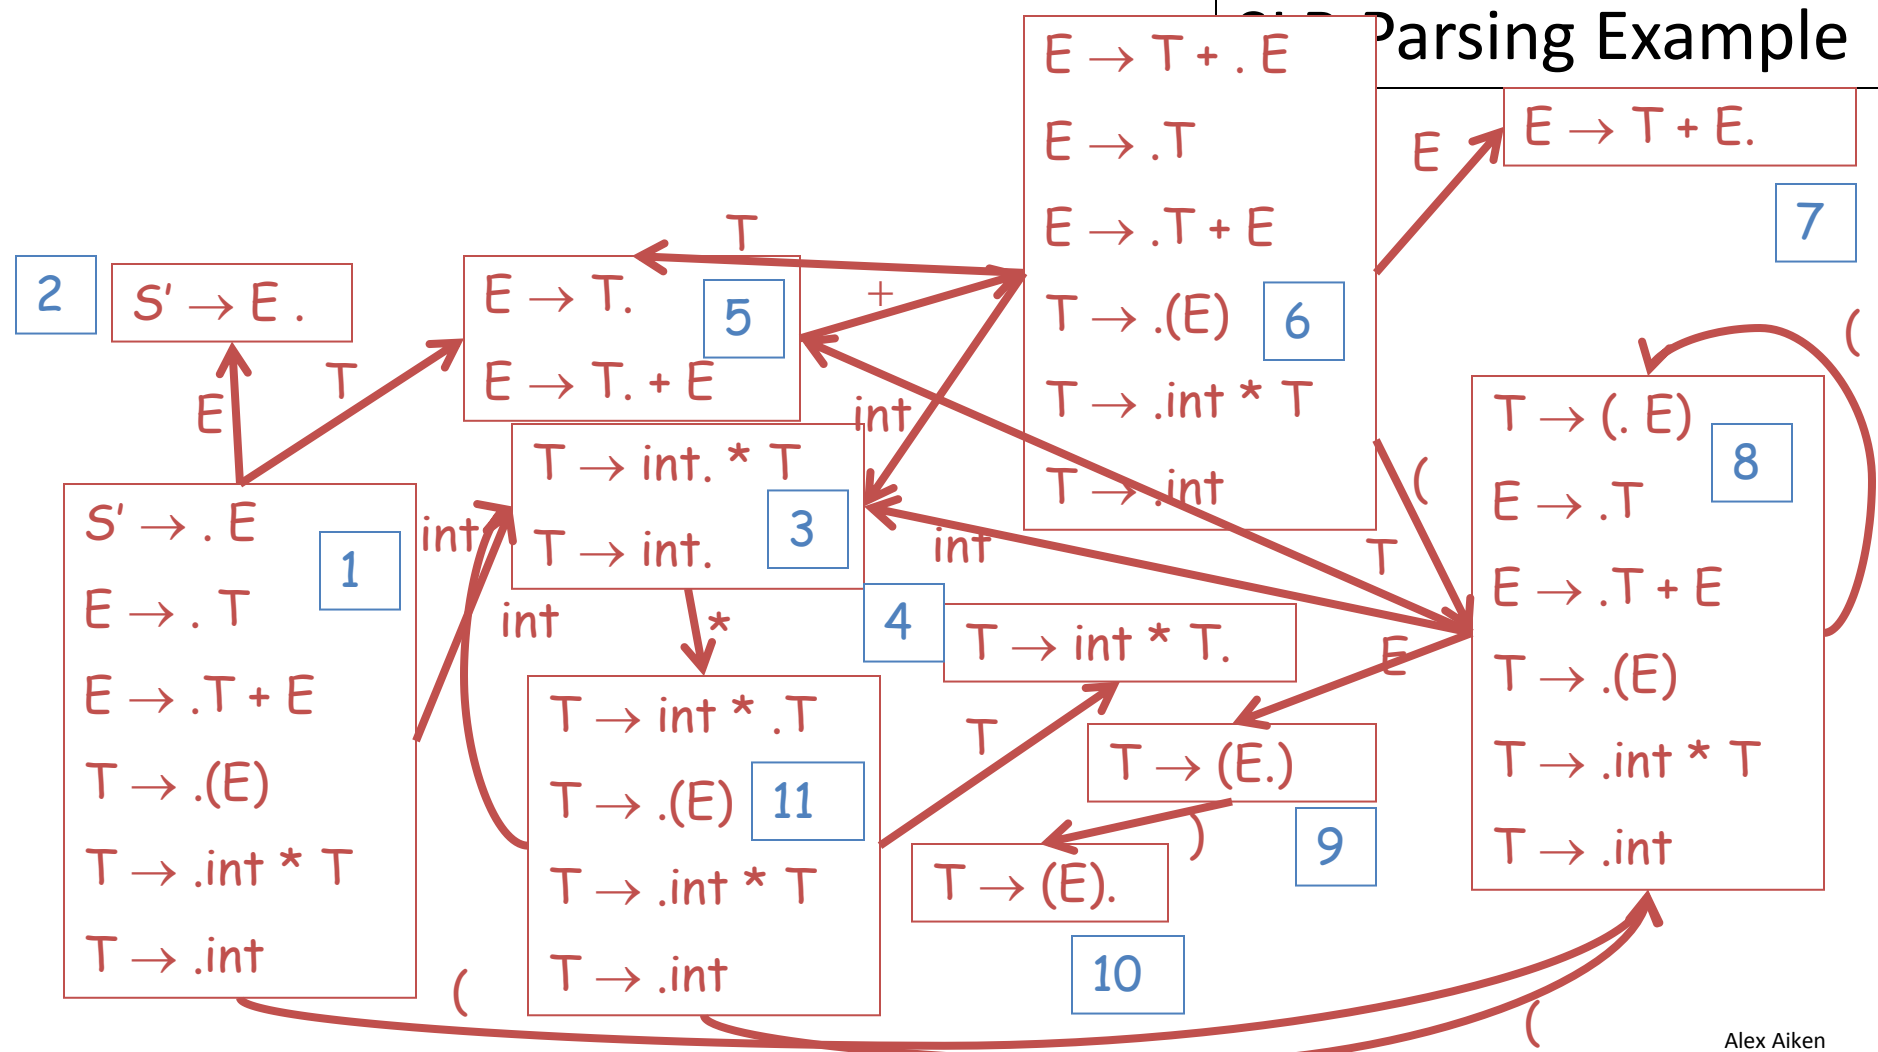 Parsing Example
E → T + . E
E → .T
E → .T + E
T → .(E)
T → .int * T
T → .int
6
E
E → T + E.
7
2
S' → E .
E
T
T
E → T.
E → T. + E
5
+
int
T → int. * T
T → int.
3
int
int
int
*
S' → . E
E → . T
E → .T + E
T → .(E)
T → .int * T
T → .int
1
(
T → int * .T
T → .(E)
T → .int * T
T → .int
11
T
4
T → int * T.
E
T → (E.)
9
)
T → (E).
10
(
T
(
T → (. E)
E → .T
E → .T + E
T → .(E)
T → .int * T
T → .int
8
(
Alex Aiken